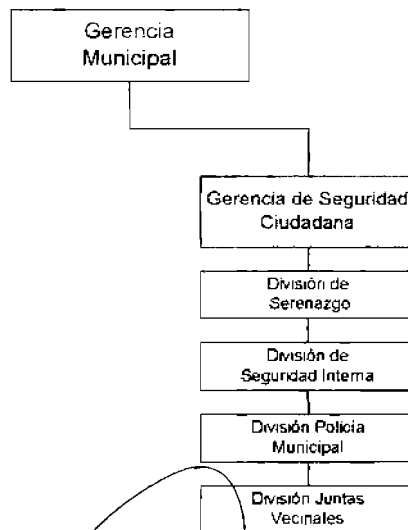 Gerencia
Municipal
Gerencia de Seguridad
Ciudadana
División de
Serenazgo
División de
Seguridad Interna
División Policía
Municipal
División Juntas
Vecinales